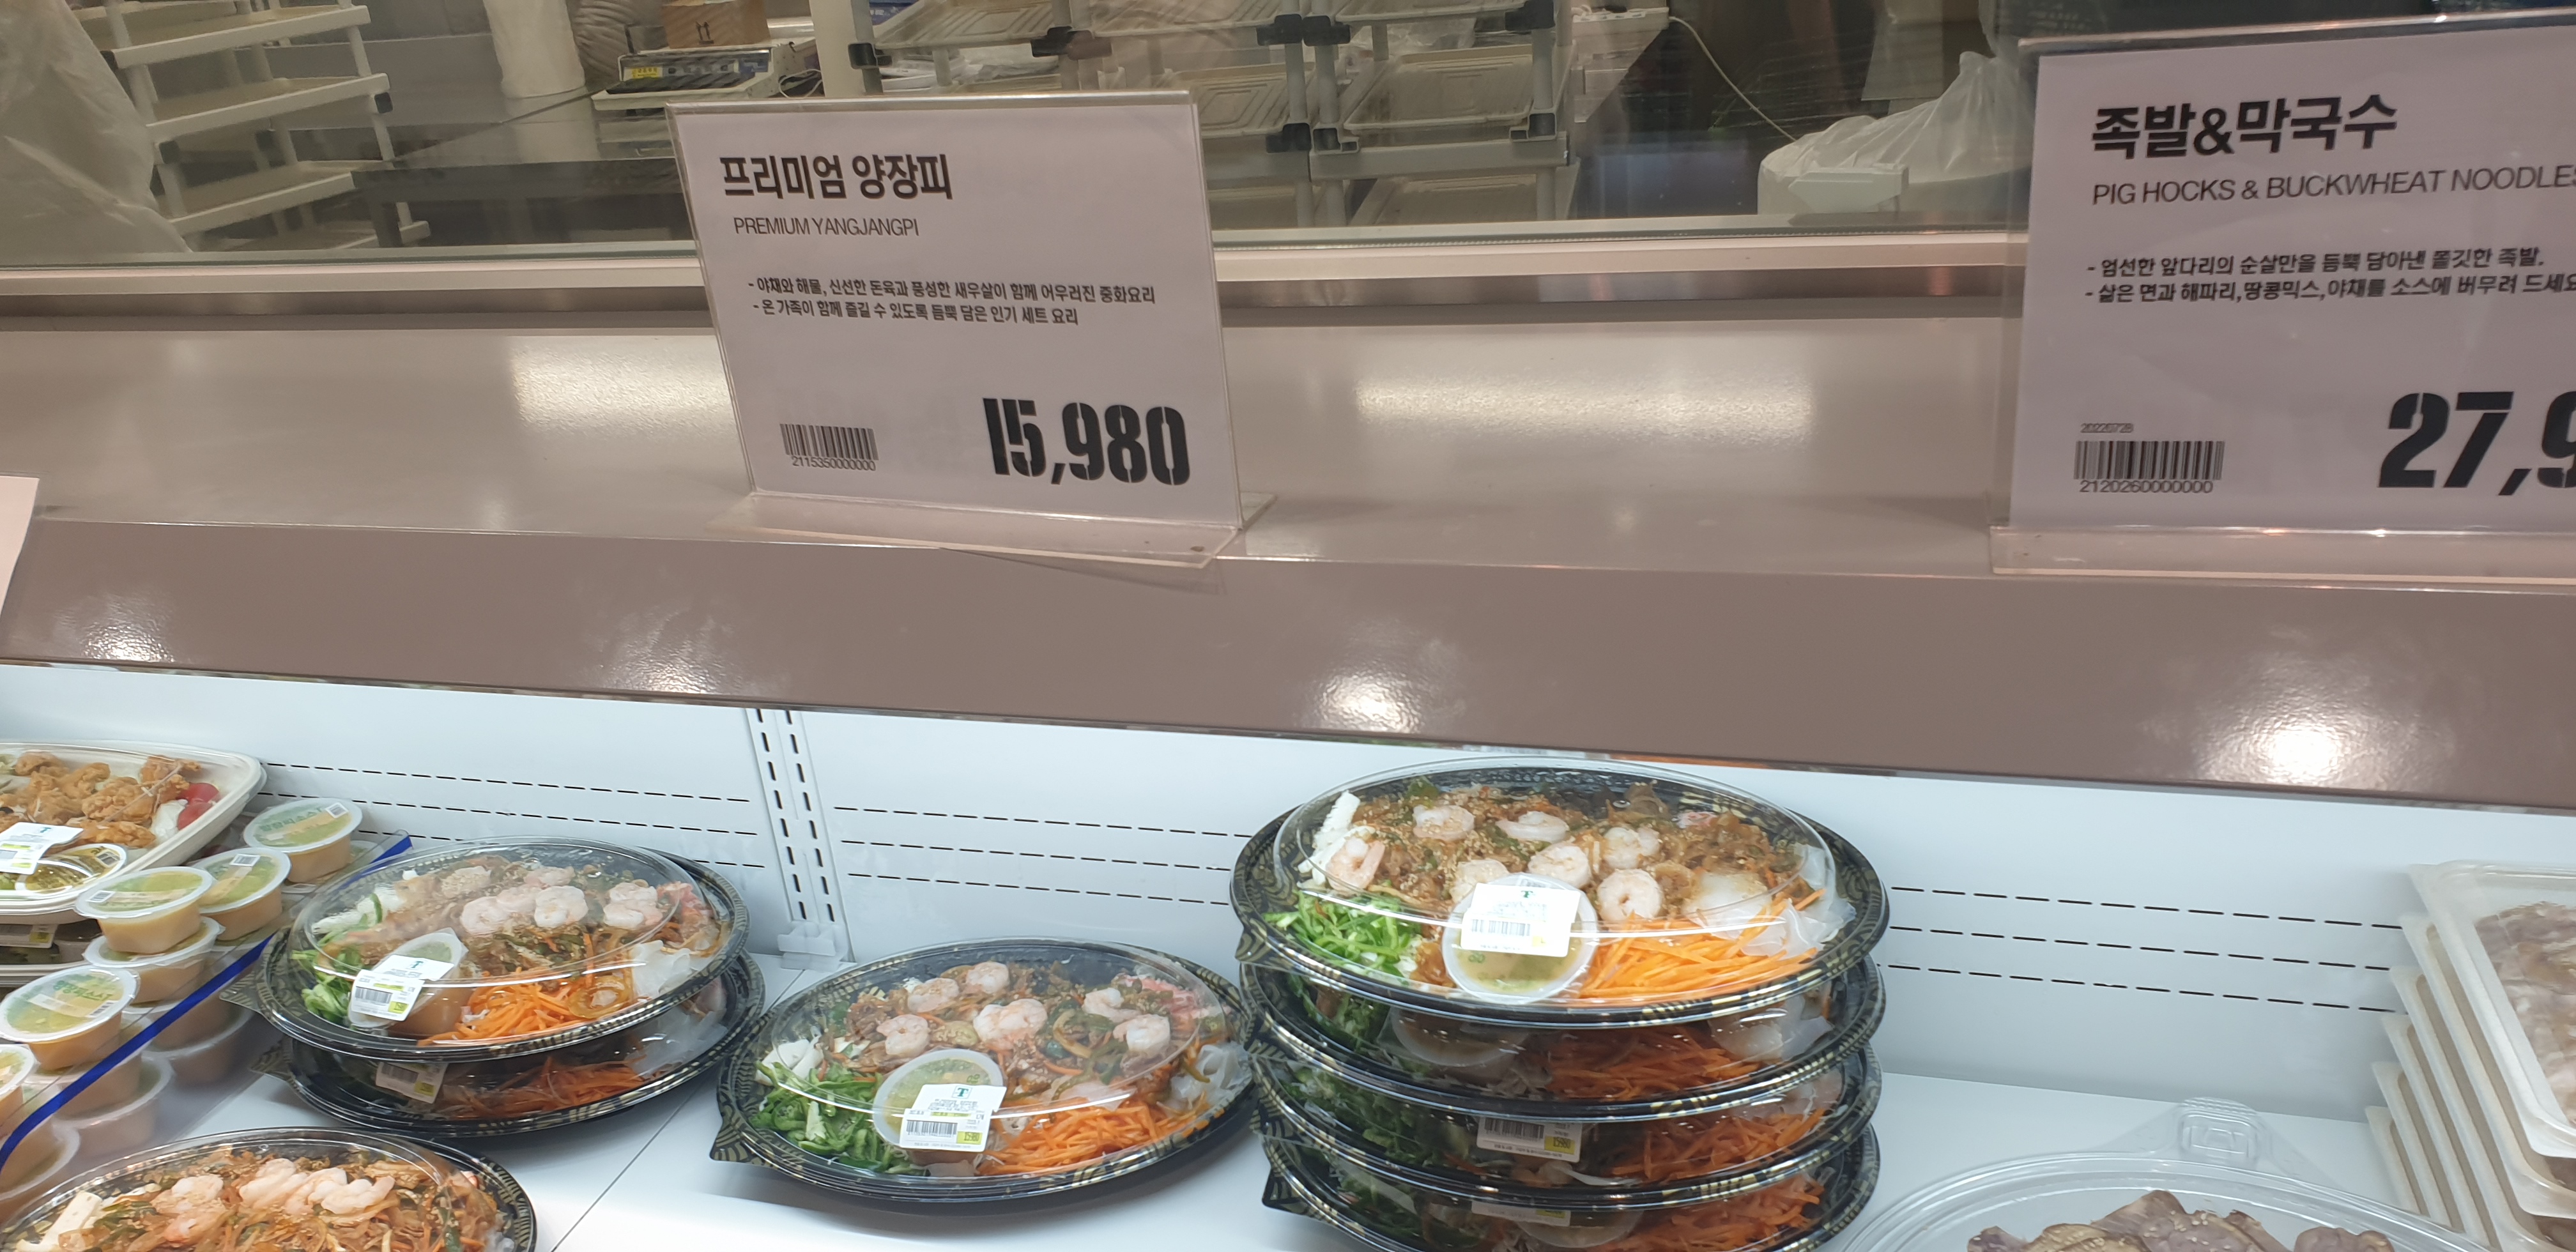 프리미엄 양장피
PREMIUM YANGJANGPI
- 야채와 해물, 신선한 돈육과 풍성한 새우살이 함께 어우러진 중화요리
- 온 가족이 함께 즐길 수 있도록 듬뿍 담은 인기 세트 요리
2115350000000
15,980
족발&막국수
PIG HOCKS & BUCKWHEAT NOODLES
- 엄선한 앞다리의 순살만을 듬뿍 담아낸 쫄깃한 족발.
- 삶은 면과 해파리,땅콩믹스,야채를 소스에 버무려 드세요
20220728
2120260000000
27,9
T
T
T